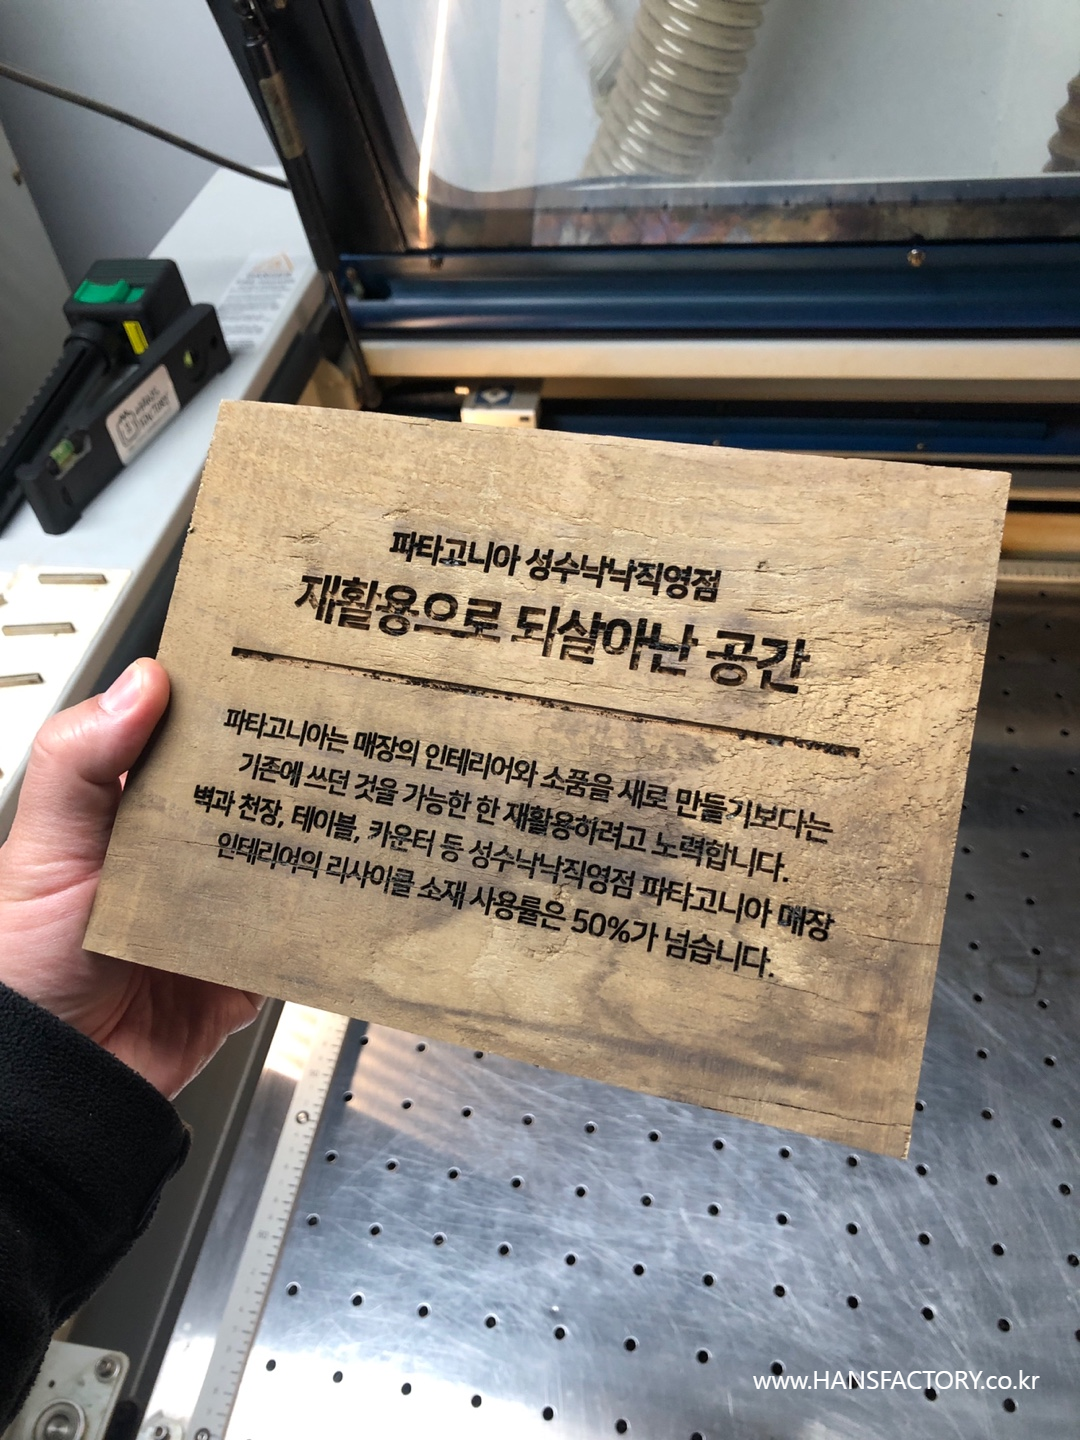 파타고니아 성수낙낙직영점
재활용으로 되살아난 공간
파타고니아는 매장의 인테리어와 소품을 새로 만들기보다는
기존에 쓰던 것을 가능한 한 재활용하려고 노력합니다.
벽과 천장, 테이블, 카운터 등 성수낙낙직영점 파타고니아 매장
인테리어의 리사이클 소재 사용률은 50%가 넘습니다.
www.HANSFACTORY.co.kr